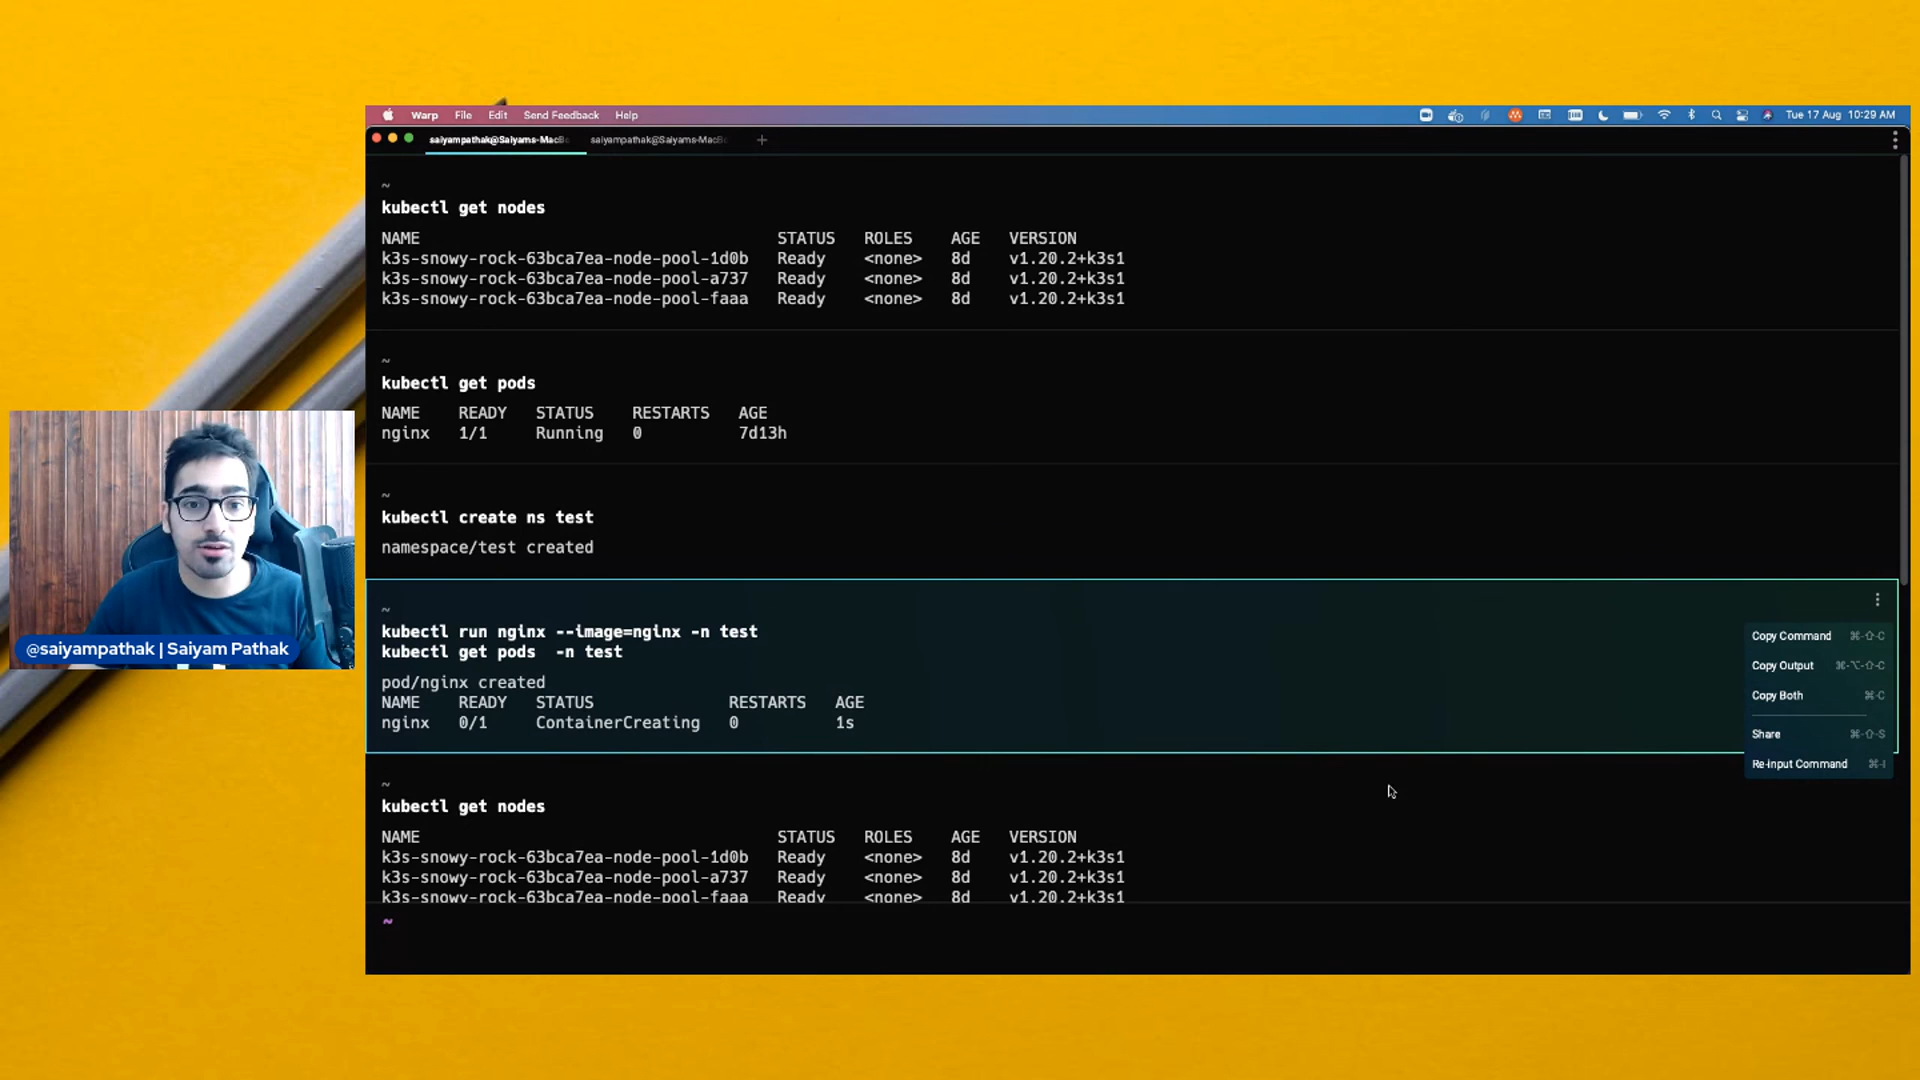 Warp File Edit Send Feedback Help Tue 17 Aug 10:29 AM
saiyampathak@Saiyams-MacB saiyampathak@Saiyams-MacB +
~
kubectl get nodes
NAME STATUS ROLES AGE VERSION
k3s-snowy-rock-63bca7ea-node-pool-1d0b Ready <none> 8d v1.20.2+k3s1
k3s-snowy-rock-63bca7ea-node-pool-a737 Ready <none> 8d v1.20.2+k3s1
k3s-snowy-rock-63bca7ea-node-pool-faaa Ready <none> 8d v1.20.2+k3s1
~
kubectl get pods
NAME READY STATUS RESTARTS AGE
nginx 1/1 Running 0 7d13h
~
kubectl create ns test
namespace/test created
~
kubectl run nginx --image=nginx -n test
kubectl get pods  -n test
pod/nginx created
NAME READY STATUS RESTARTS AGE
nginx 0/1 ContainerCreating 0 1s
Copy Command ⌘-⇧-C
Copy Output ⌘-⌥-⇧-C
Copy Both ⌘-C
Share ⌘-⇧-S
Re-Input Command ⌘-I
~
kubectl get nodes
NAME STATUS ROLES AGE VERSION
k3s-snowy-rock-63bca7ea-node-pool-1d0b Ready <none> 8d v1.20.2+k3s1
k3s-snowy-rock-63bca7ea-node-pool-a737 Ready <none> 8d v1.20.2+k3s1
k3s-snowy-rock-63bca7ea-node-pool-faaa Ready <none> 8d v1.20.2+k3s1
~
@saiyampathak | Saiyam Pathak